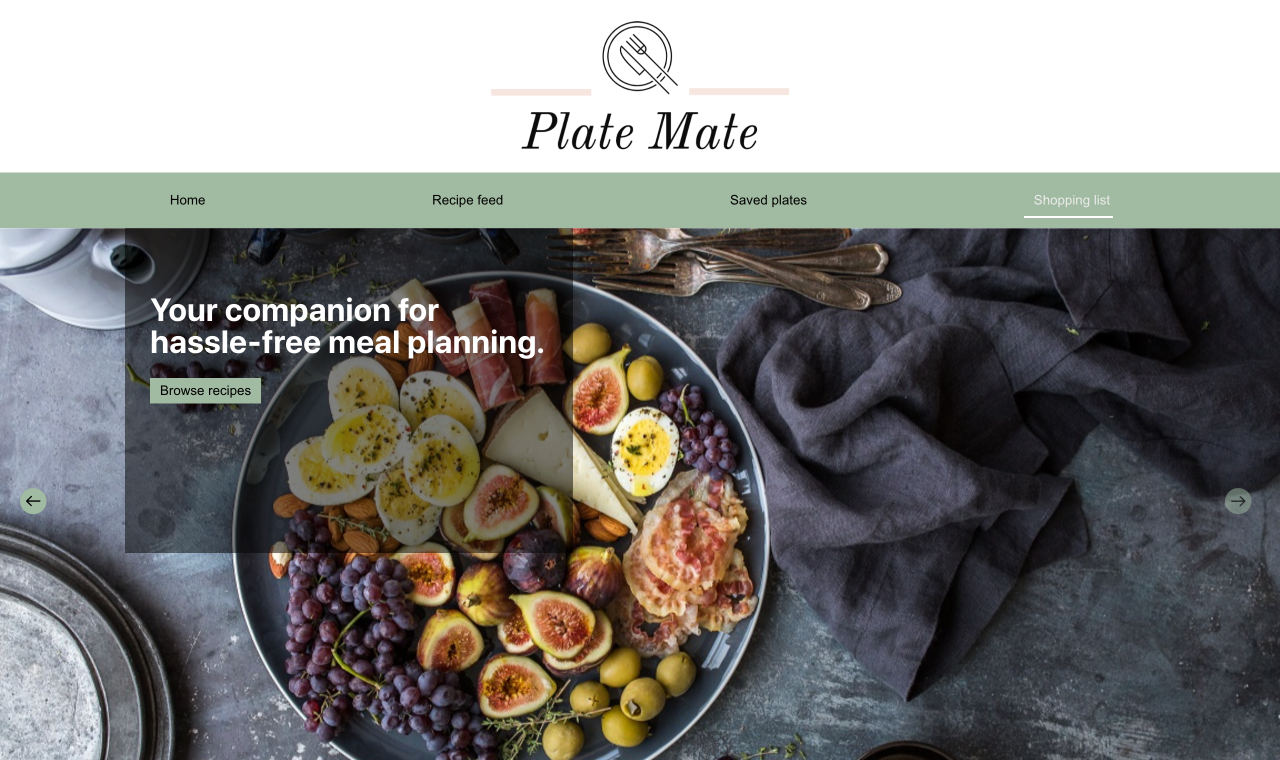 Plate Mate
Home
Recipe feed
Saved plates
Shopping list
Your companion for
hassle-free meal planning.
Browse recipes